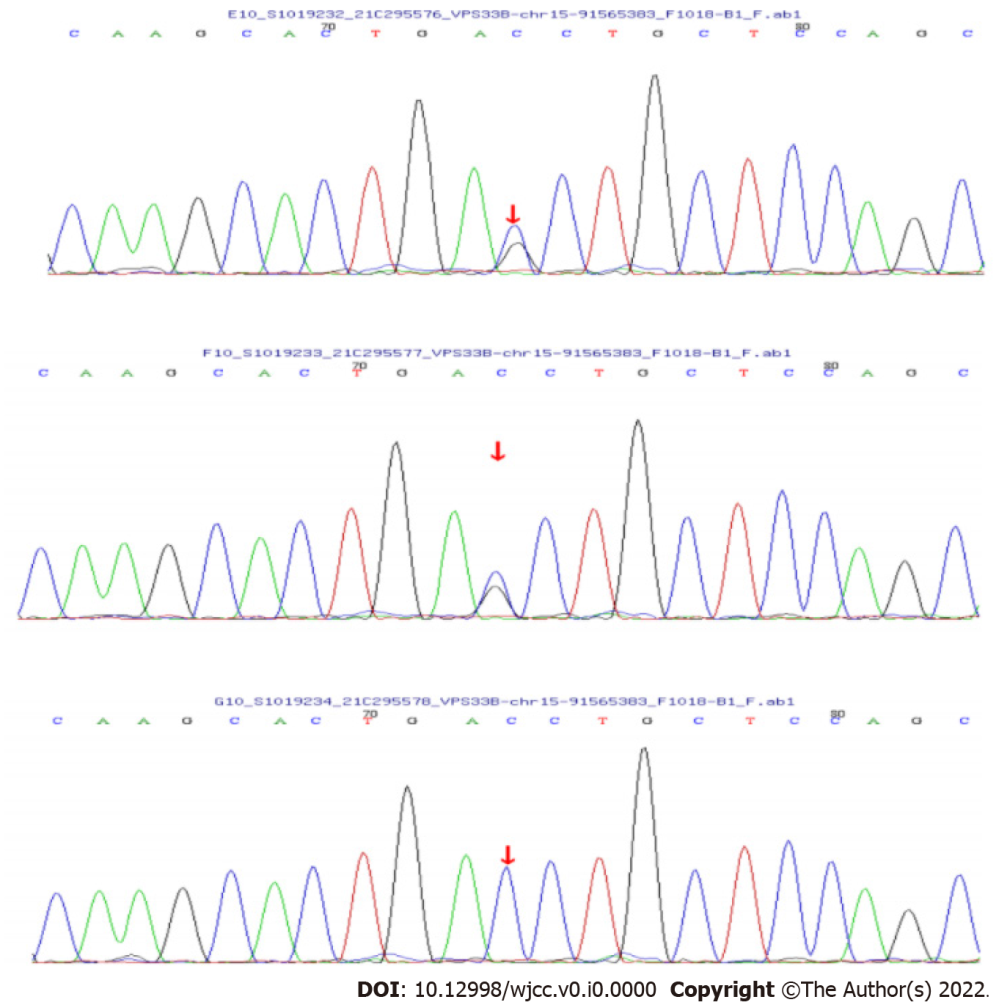 E10_S1019232_21C295576_VPS33B-chr15-91565383_F1018-B1_F.ab1
70 80
C A A G C A C T G A C C T G C T C C A G C
F10_S1019233_21C295577_VPS33B-chr15-91565383_F1018-B1_F.ab1
70 80
C A A G C A C T G A C C T G C T C C A G C
G10_S1019234_21C295578_VPS33B-chr15-91565383_F1018-B1_F.ab1
70 80
C A A G C A C T G A C C T G C T C C A G C
DOI: 10.12998/wjcc.v0.i0.0000 Copyright ©The Author(s) 2022.